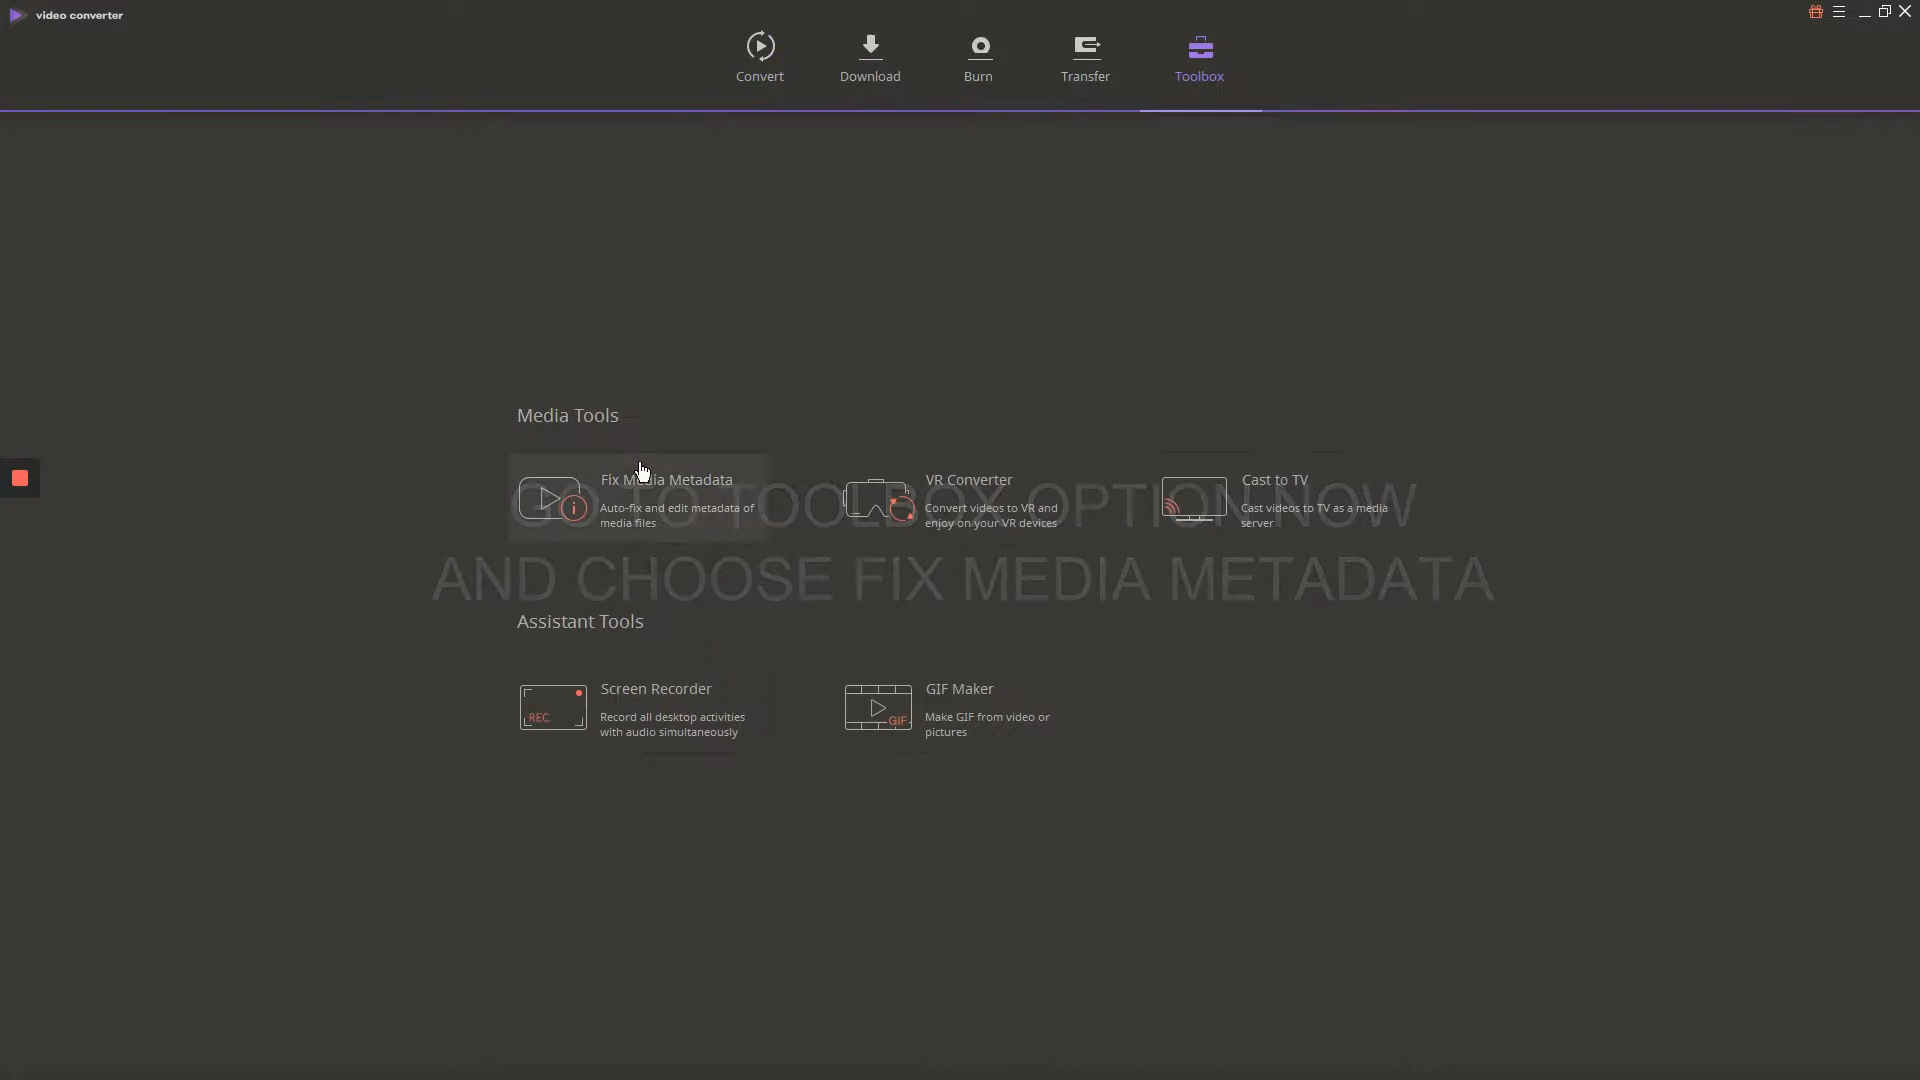 video converter
Convert
Download
Burn
Transfer
Toolbox
Media Tools
Fix Media Metadata
Auto-fix and edit metadata of
media files
VR Converter
Convert videos to VR and
enjoy on your VR devices
Cast to TV
Cast videos to TV as a media
server
GO TO TOOLBOX OPTION NOW
AND CHOOSE FIX MEDIA METADATA
Assistant Tools
REC
Screen Recorder
Record all desktop activities
with audio simultaneously
GIF
GIF Maker
Make GIF from video or
pictures